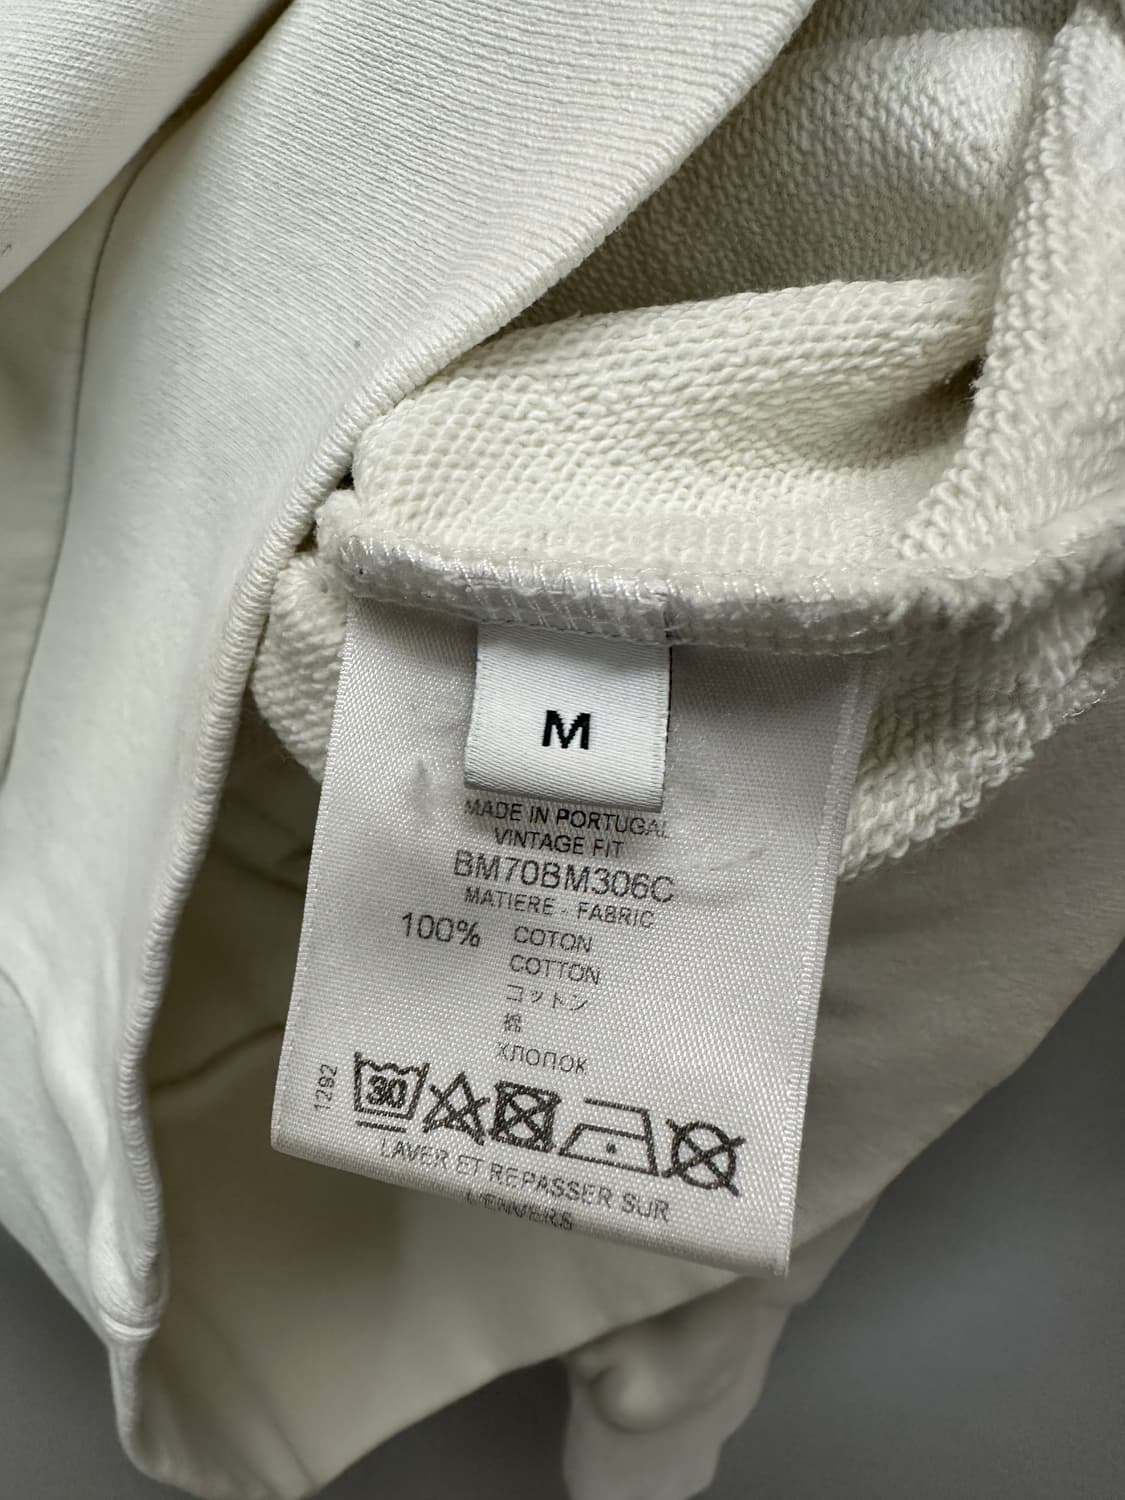 M
MADE IN PORTUGAL
VINTAGE FIT
BM70BM306C
MATIERE - FABRIC
100% COTON
COTTON
コットン
棉
ХЛОПОК
1292
30
LAVER ET REPASSER SUR
L'ENVERS